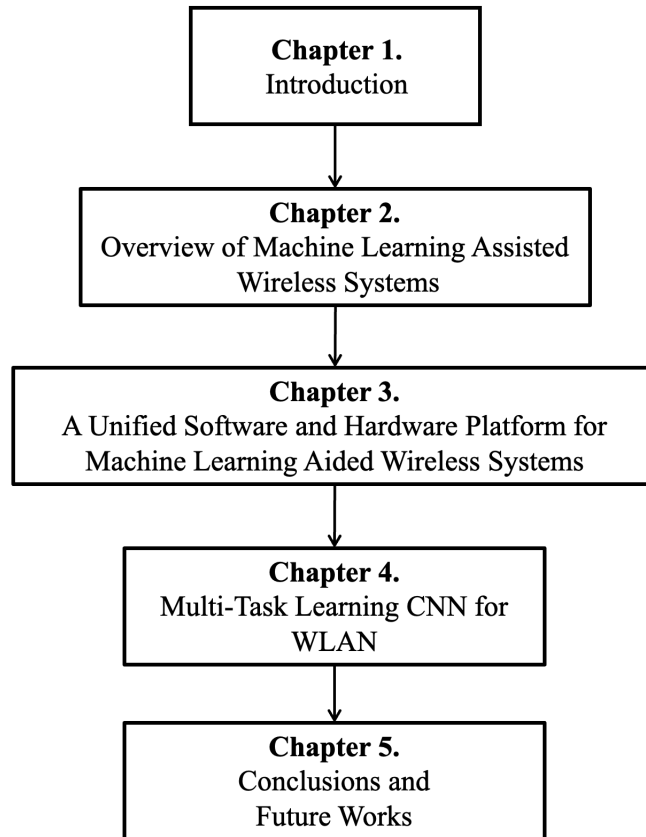 Chapter 1.
Introduction
Chapter 2.
Overview of Machine Learning Assisted
Wireless Systems
Chapter 3.
A Unified Software and Hardware Platform for
Machine Learning Aided Wireless Systems
Chapter 4.
Multi-Task Learning CNN for
WLAN
Chapter 5.
Conclusions and
Future Works